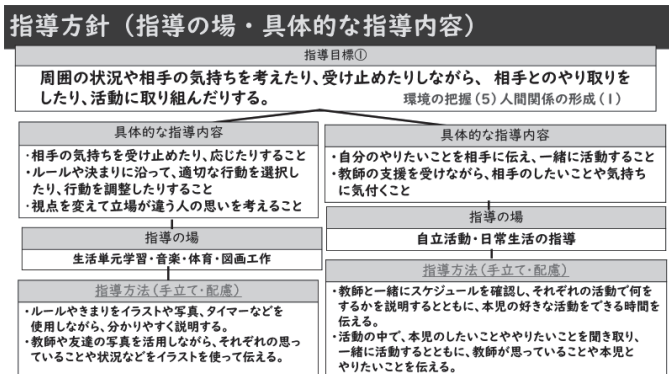 指導方針（指導の場・具体的な指導内容）
指導目標①
周囲の状況や相手の気持ちを考えたり、受け止めたりしながら、相手とのやり取りを
したり、活動に取り組んだりする。 環境の把握（5）人間関係の形成（1）
具体的な指導内容
・相手の気持ちを受け止めたり、応じたりすること
・ルールや決まりに沿って、適切な行動を選択し
たり、行動を調整したりすること
・視点を変えて立場が違う人の思いを考えること
指導の場
生活単元学習・音楽・体育・図画工作
指導方法（手立て・配慮）
・ルールやきまりをイラストや写真、タイマーなどを
使用しながら、分かりやすく説明する。
・教師や友達の写真を活用しながら、それぞれの思っ
ていることや状況などをイラストを使って伝える。
具体的な指導内容
・自分のやりたいことを相手に伝え、一緒に活動すること
・教師の支援を受けながら、相手のしたいことや気持ち
に気付くこと
指導の場
自立活動・日常生活の指導
指導方法（手立て・配慮）
・教師と一緒にスケジュールを確認し、それぞれの活動で何を
するかを説明するとともに、本児の好きな活動をできる時間を
伝える。
・活動の中で、本児のしたいことややりたいことを聞き取り、
一緒に活動するとともに、教師が思っていることや本児と
やりたいことを伝える。